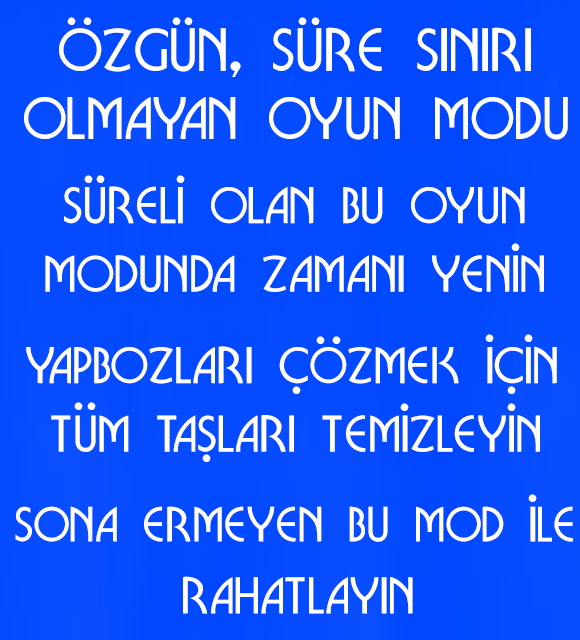 ÖZGÜN, SÜRE SINIRI
OLMAYAN OYUN MODU
SÜRELİ OLAN BU OYUN
MODUNDA ZAMANI YENİN
YAPBOZLARI ÇÖZMEK İÇİN
TÜM TAŞLARI TEMİZLEYİN
SONA ERMEYEN BU MOD İLE
RAHATLAYIN